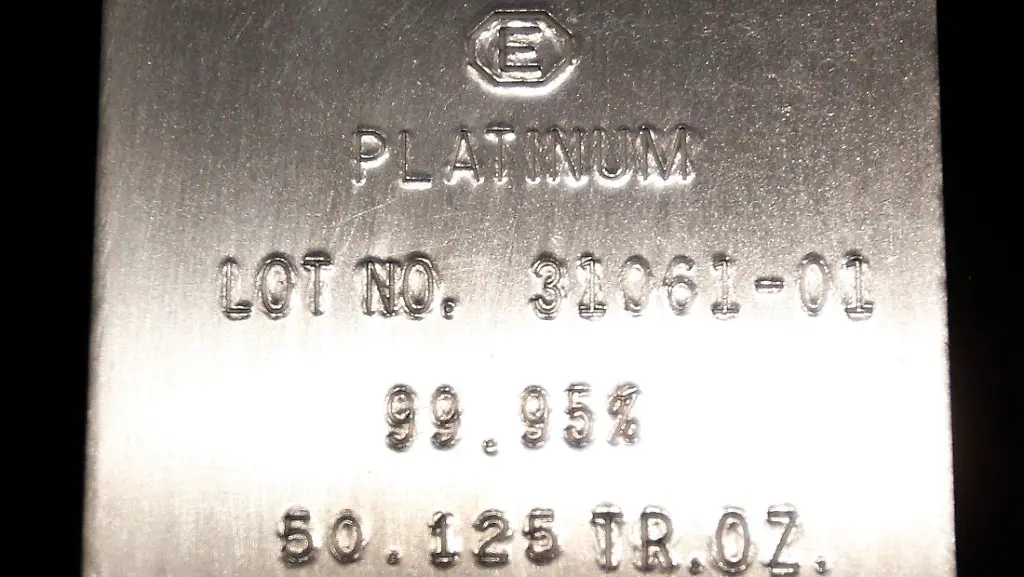 E
PLATINUM
LOT NO. 31061-01
99.95%
50.125 TR.OZ.